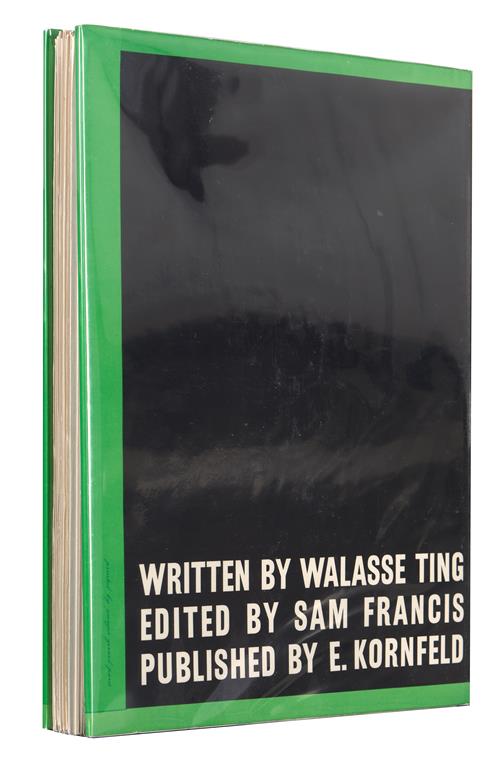 WRITTEN BY WALASSE TING
EDITED BY SAM FRANCIS
PUBLISHED BY E. KORNFELD